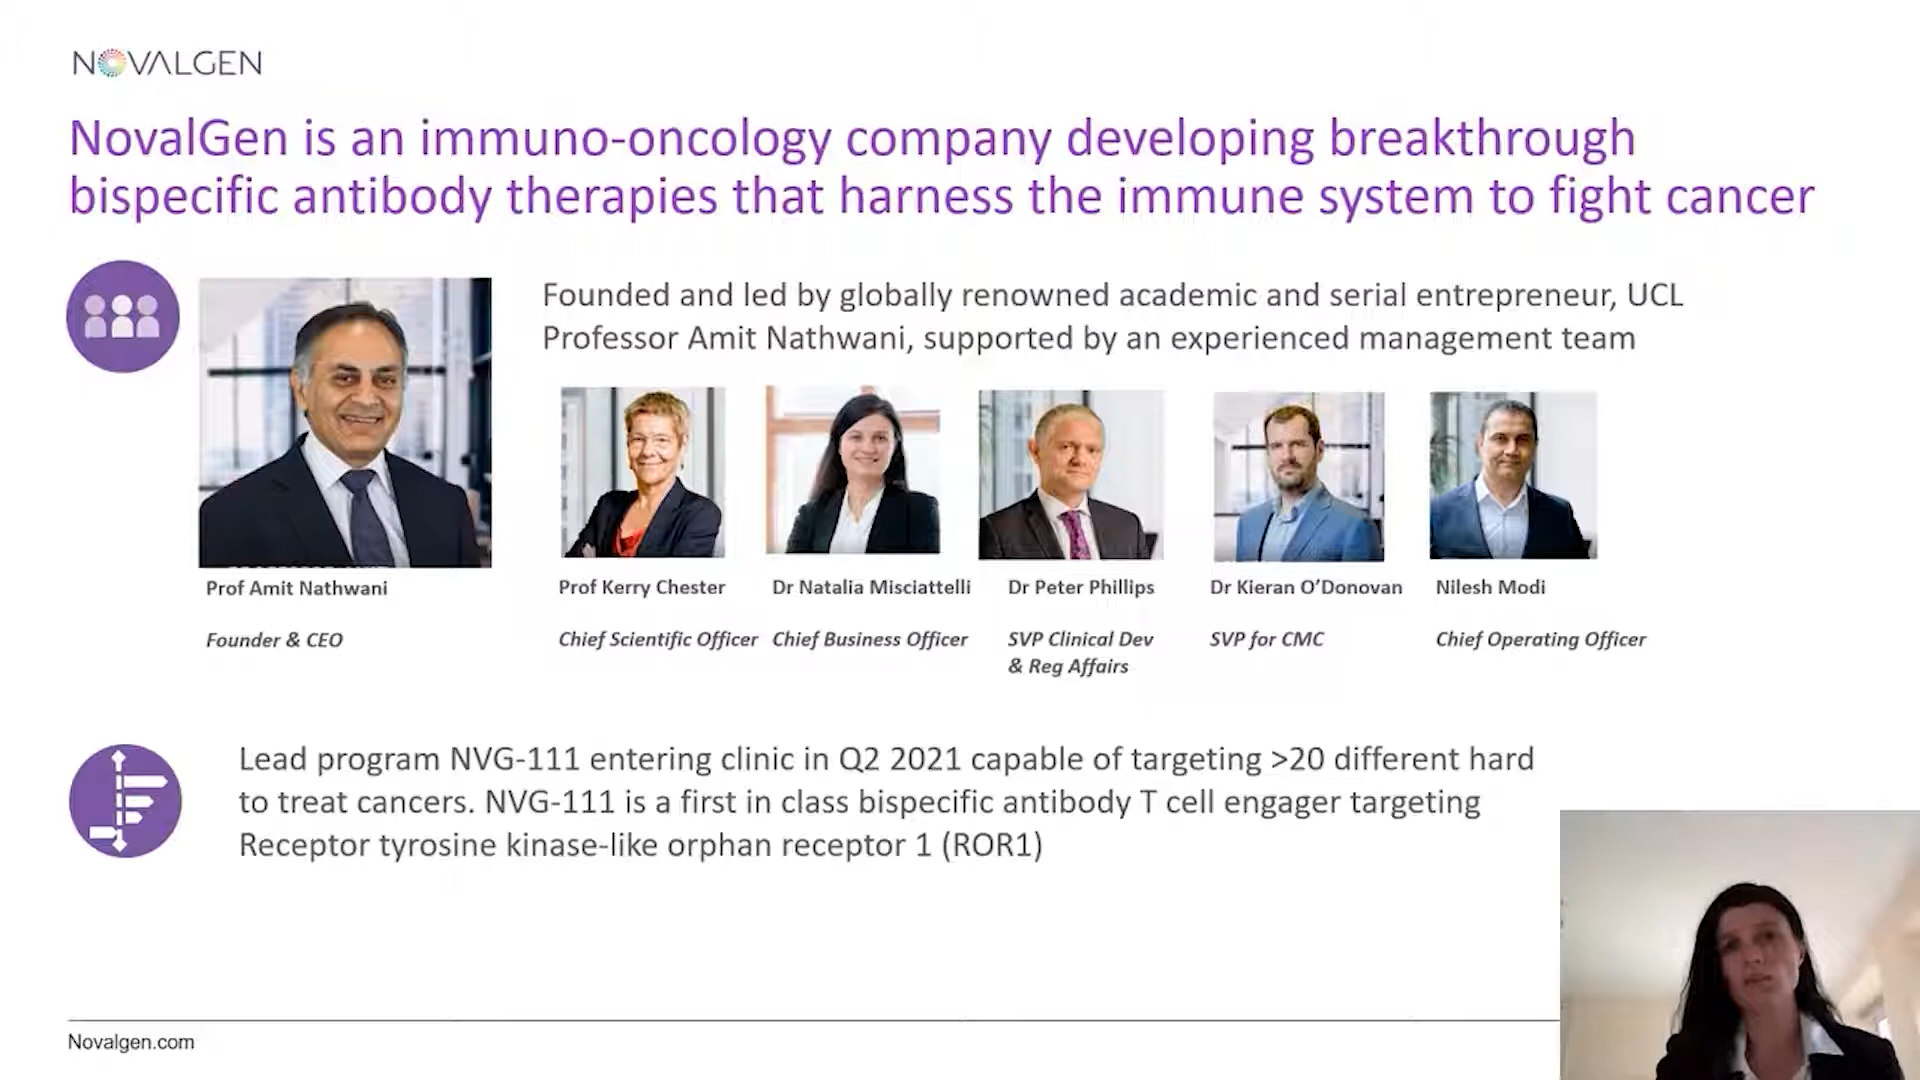 NOVALGEN
NovalGen is an immuno-oncology company developing breakthrough
bispecific antibody therapies that harness the immune system to fight cancer
Founded and led by globally renowned academic and serial entrepreneur, UCL
Professor Amit Nathwani, supported by an experienced management team
Prof Amit Nathwani
Founder & CEO
Prof Kerry Chester
Chief Scientific Officer
Dr Natalia Misciattelli
Chief Business Officer
Dr Peter Phillips
SVP Clinical Dev
& Reg Affairs
Dr Kieran O’Donovan
SVP for CMC
Nilesh Modi
Chief Operating Officer
Lead program NVG-111 entering clinic in Q2 2021 capable of targeting >20 different hard
to treat cancers. NVG-111 is a first in class bispecific antibody T cell engager targeting
Receptor tyrosine kinase-like orphan receptor 1 (ROR1)
Novalgen.com